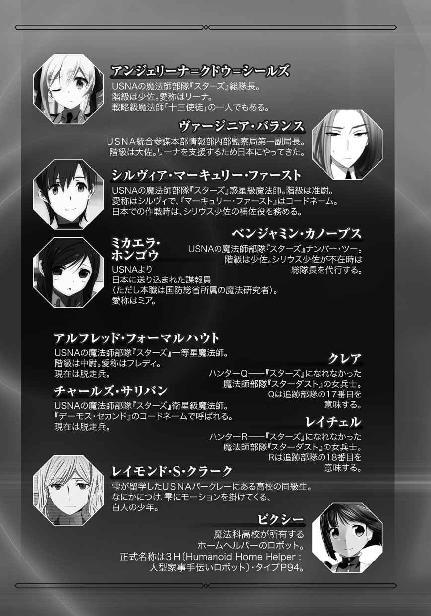 アンジェリーナ=クドウ=シールズ
USNAの魔法師部隊『スターズ』総隊長。
階級は少佐。愛称はリーナ。
戦略級魔法師『十三使徒』の一人でもある。
ヴァージニア・バランス
USNA統合参謀本部情報部内部監察局第一副局長。
階級は大佐。リーナを支援するため日本にやってきた。
シルヴィア・マーキュリー・ファースト
USNAの魔法師部隊『スターズ』惑星級魔法師。階級は准尉。
愛称はシルヴィで、『マーキュリー・ファースト』はコードネーム。
日本での作戦時は、シリウス少佐の補佐役を務める。
ベンジャミン・カノープス
USNAの魔法師部隊『スターズ』ナンバー・ツー。
階級は少佐。シリウス少佐が不在時は
総隊長を代行する。
ミカエラ・
ホンゴウ
USNAより
日本に送り込まれた諜報員
(ただし本職は国防総省所属の魔法研究者)。
愛称はミア。
アルフレッド・フォーマルハウト
USNAの魔法師部隊『スターズ』一等星魔法師。
階級は中尉。愛称はフレディ。
現在は脱走兵。
チャールズ・サリバン
USNAの魔法師部隊『スターズ』衛星級魔法師。
『デーモス・セカンド』のコードネームで呼ばれる。
現在は脱走兵。
クレア
ハンターQ――『スターズ』になれなかった
魔法師部隊『スターダスト』の女兵士。
Qは追跡部隊の17番目を
意味する。
レイチェル
ハンターR――『スターズ』になれなかった
魔法師部隊『スターダスト』の女兵士。
Rは追跡部隊の18番目を
意味する。
レイモンド・S・クラーク
雫が留学したUSNAバークレーにある高校の同級生。
なにかにつけ、雫にモーションを掛けてくる、
白人の少年。
ピクシー
魔法科高校が所有する
ホームヘルパーのロボット。
正式名称は3H(Humanoid Home Helper:
人型家事手伝いロボット)・タイプP94。